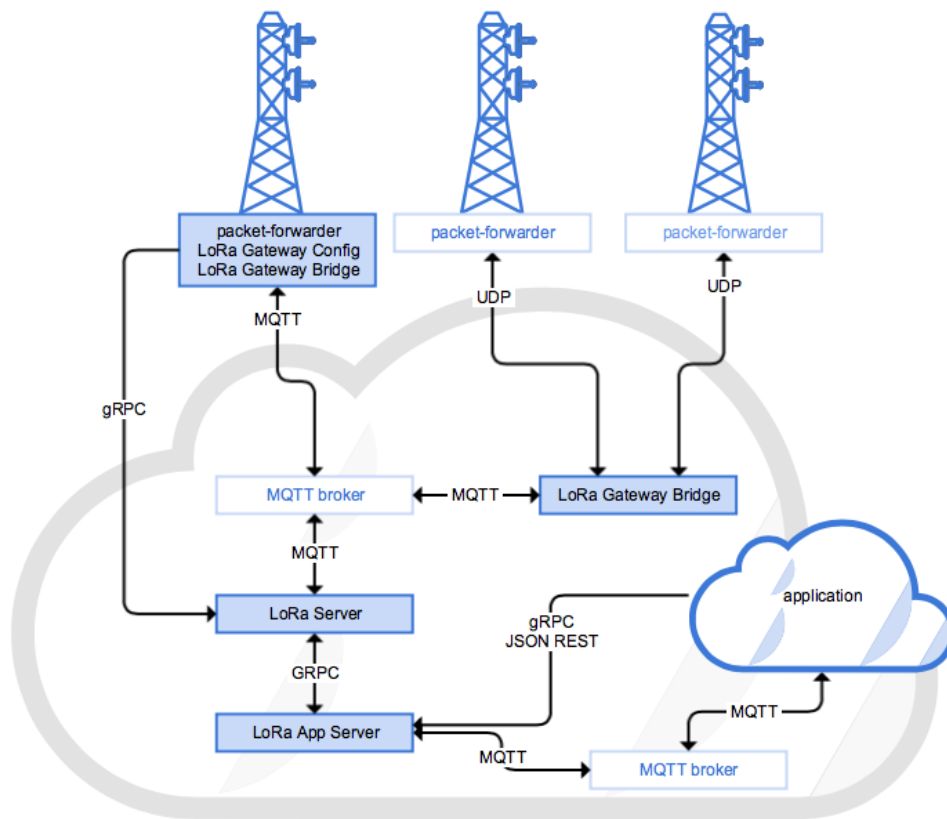 packet-forwarder
LoRa Gateway Config
LoRa Gateway Bridge
packet-forwarder
packet-forwarder
UDP
UDP
MQTT
gRPC
MQTT broker
MQTT
LoRa Gateway Bridge
MQTT
application
LoRa Server
gRPC
JSON REST
GRPC
LoRa App Server
MQTT
MQTT
MQTT broker